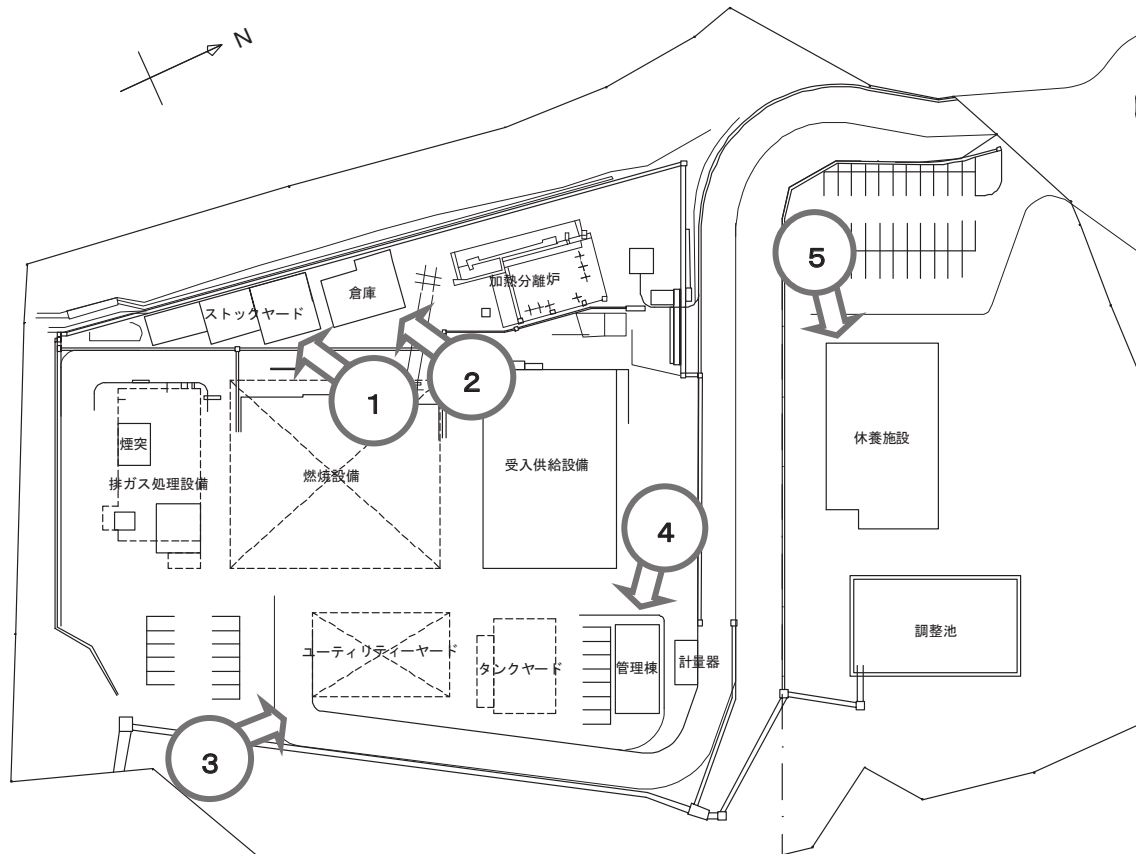 N
5
加熱分離炉
倉庫
ストックヤード
2
1
煙突
排ガス処理設備
燃焼設備
受入供給設備
休養施設
4
調整池
ユーティリティーヤード
タンクヤード
管理棟
計量器
3